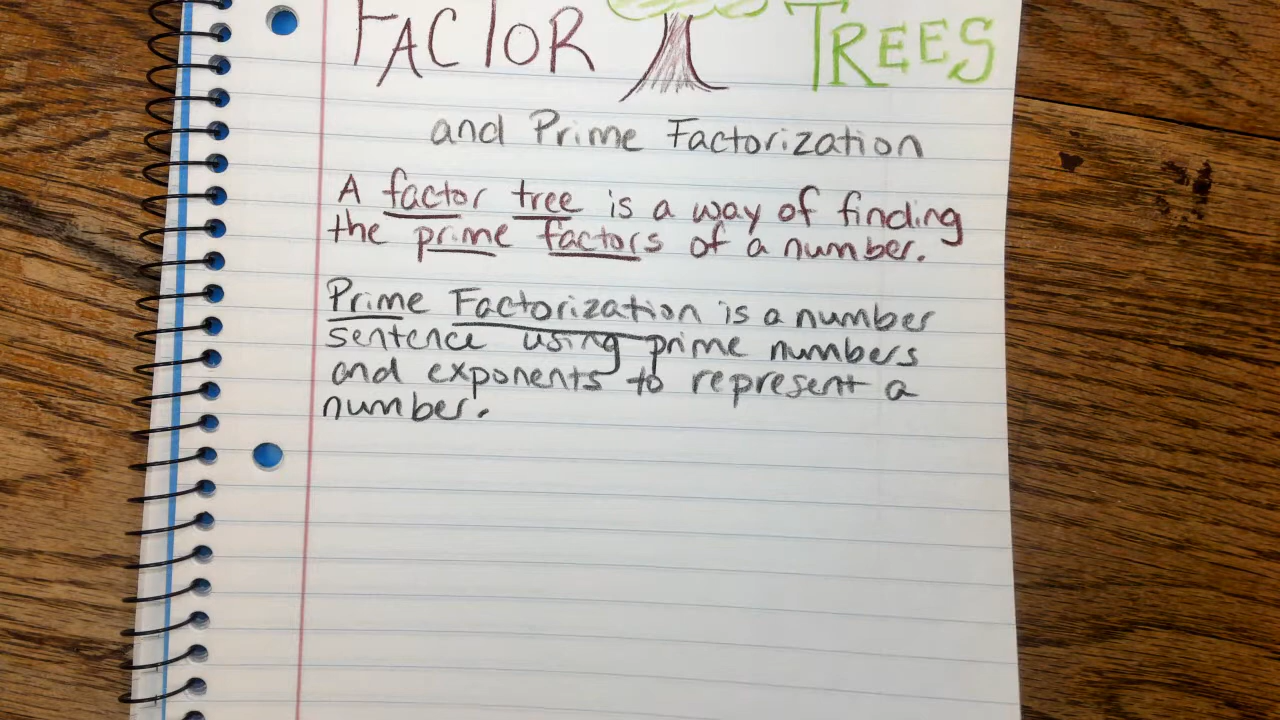 FACTOR TREES
and Prime Factorization
A factor tree is a way of finding
the prime factors of a number.
Prime Factorization is a number
sentence using prime numbers
and exponents to represent a
number.